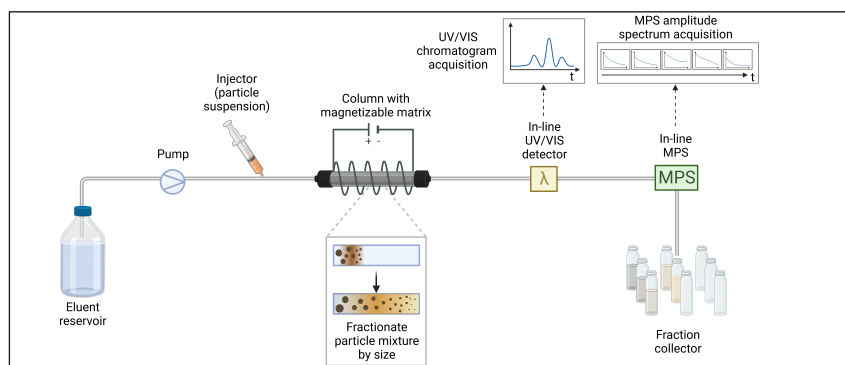 UV/VIS
chromatogram
acquisition
t
MPS amplitude
spectrum acquisition
t
Injector
(particle
suspension)
Column with
magnetizable matrix
+ -
In-line
UV/VIS
detector
In-line
MPS
Pump
λ
MPS
Eluent
reservoir
Fractionate
particle mixture
by size
Fraction
collector